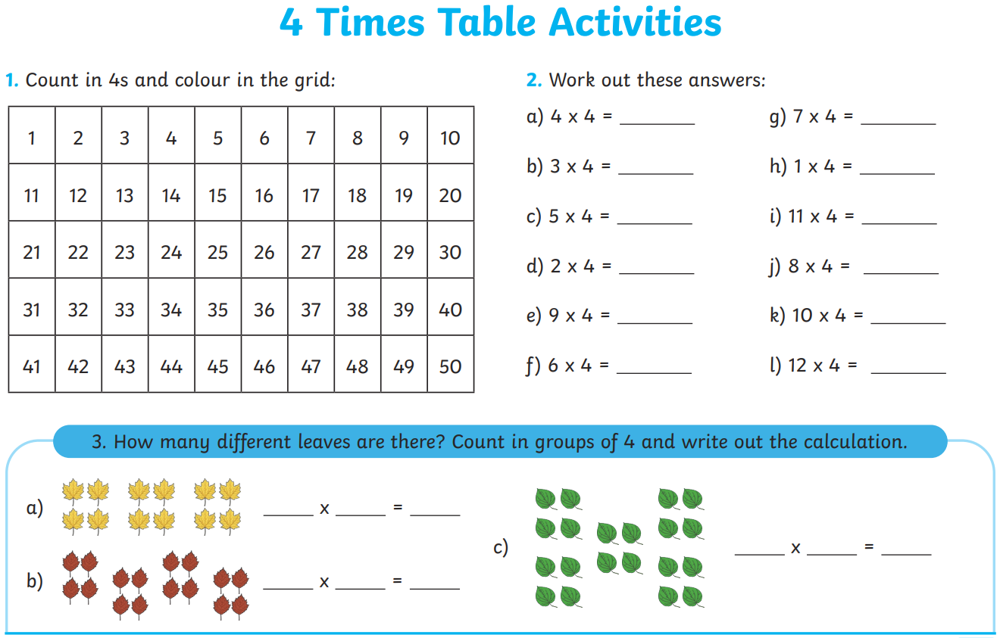 4 Times Table Activities
1. Count in 4s and colour in the grid:
1 2 3 4 5 6 7 8 9 10
11 12 13 14 15 16 17 18 19 20
21 22 23 24 25 26 27 28 29 30
31 32 33 34 35 36 37 38 39 40
41 42 43 44 45 46 47 48 49 50
2. Work out these answers:
a) 4 x 4 = ________
b) 3 x 4 = ________
c) 5 x 4 = ________
d) 2 x 4 = ________
e) 9 x 4 = ________
f) 6 x 4 = ________
g) 7 x 4 = ________
h) 1 x 4 = ________
i) 11 x 4 = ________
j) 8 x 4 = ________
k) 10 x 4 = ________
l) 12 x 4 = ________
3. How many different leaves are there? Count in groups of 4 and write out the calculation.
a) _____ x _____ = _____
b) _____ x _____ = _____
c) _____ x _____ = _____